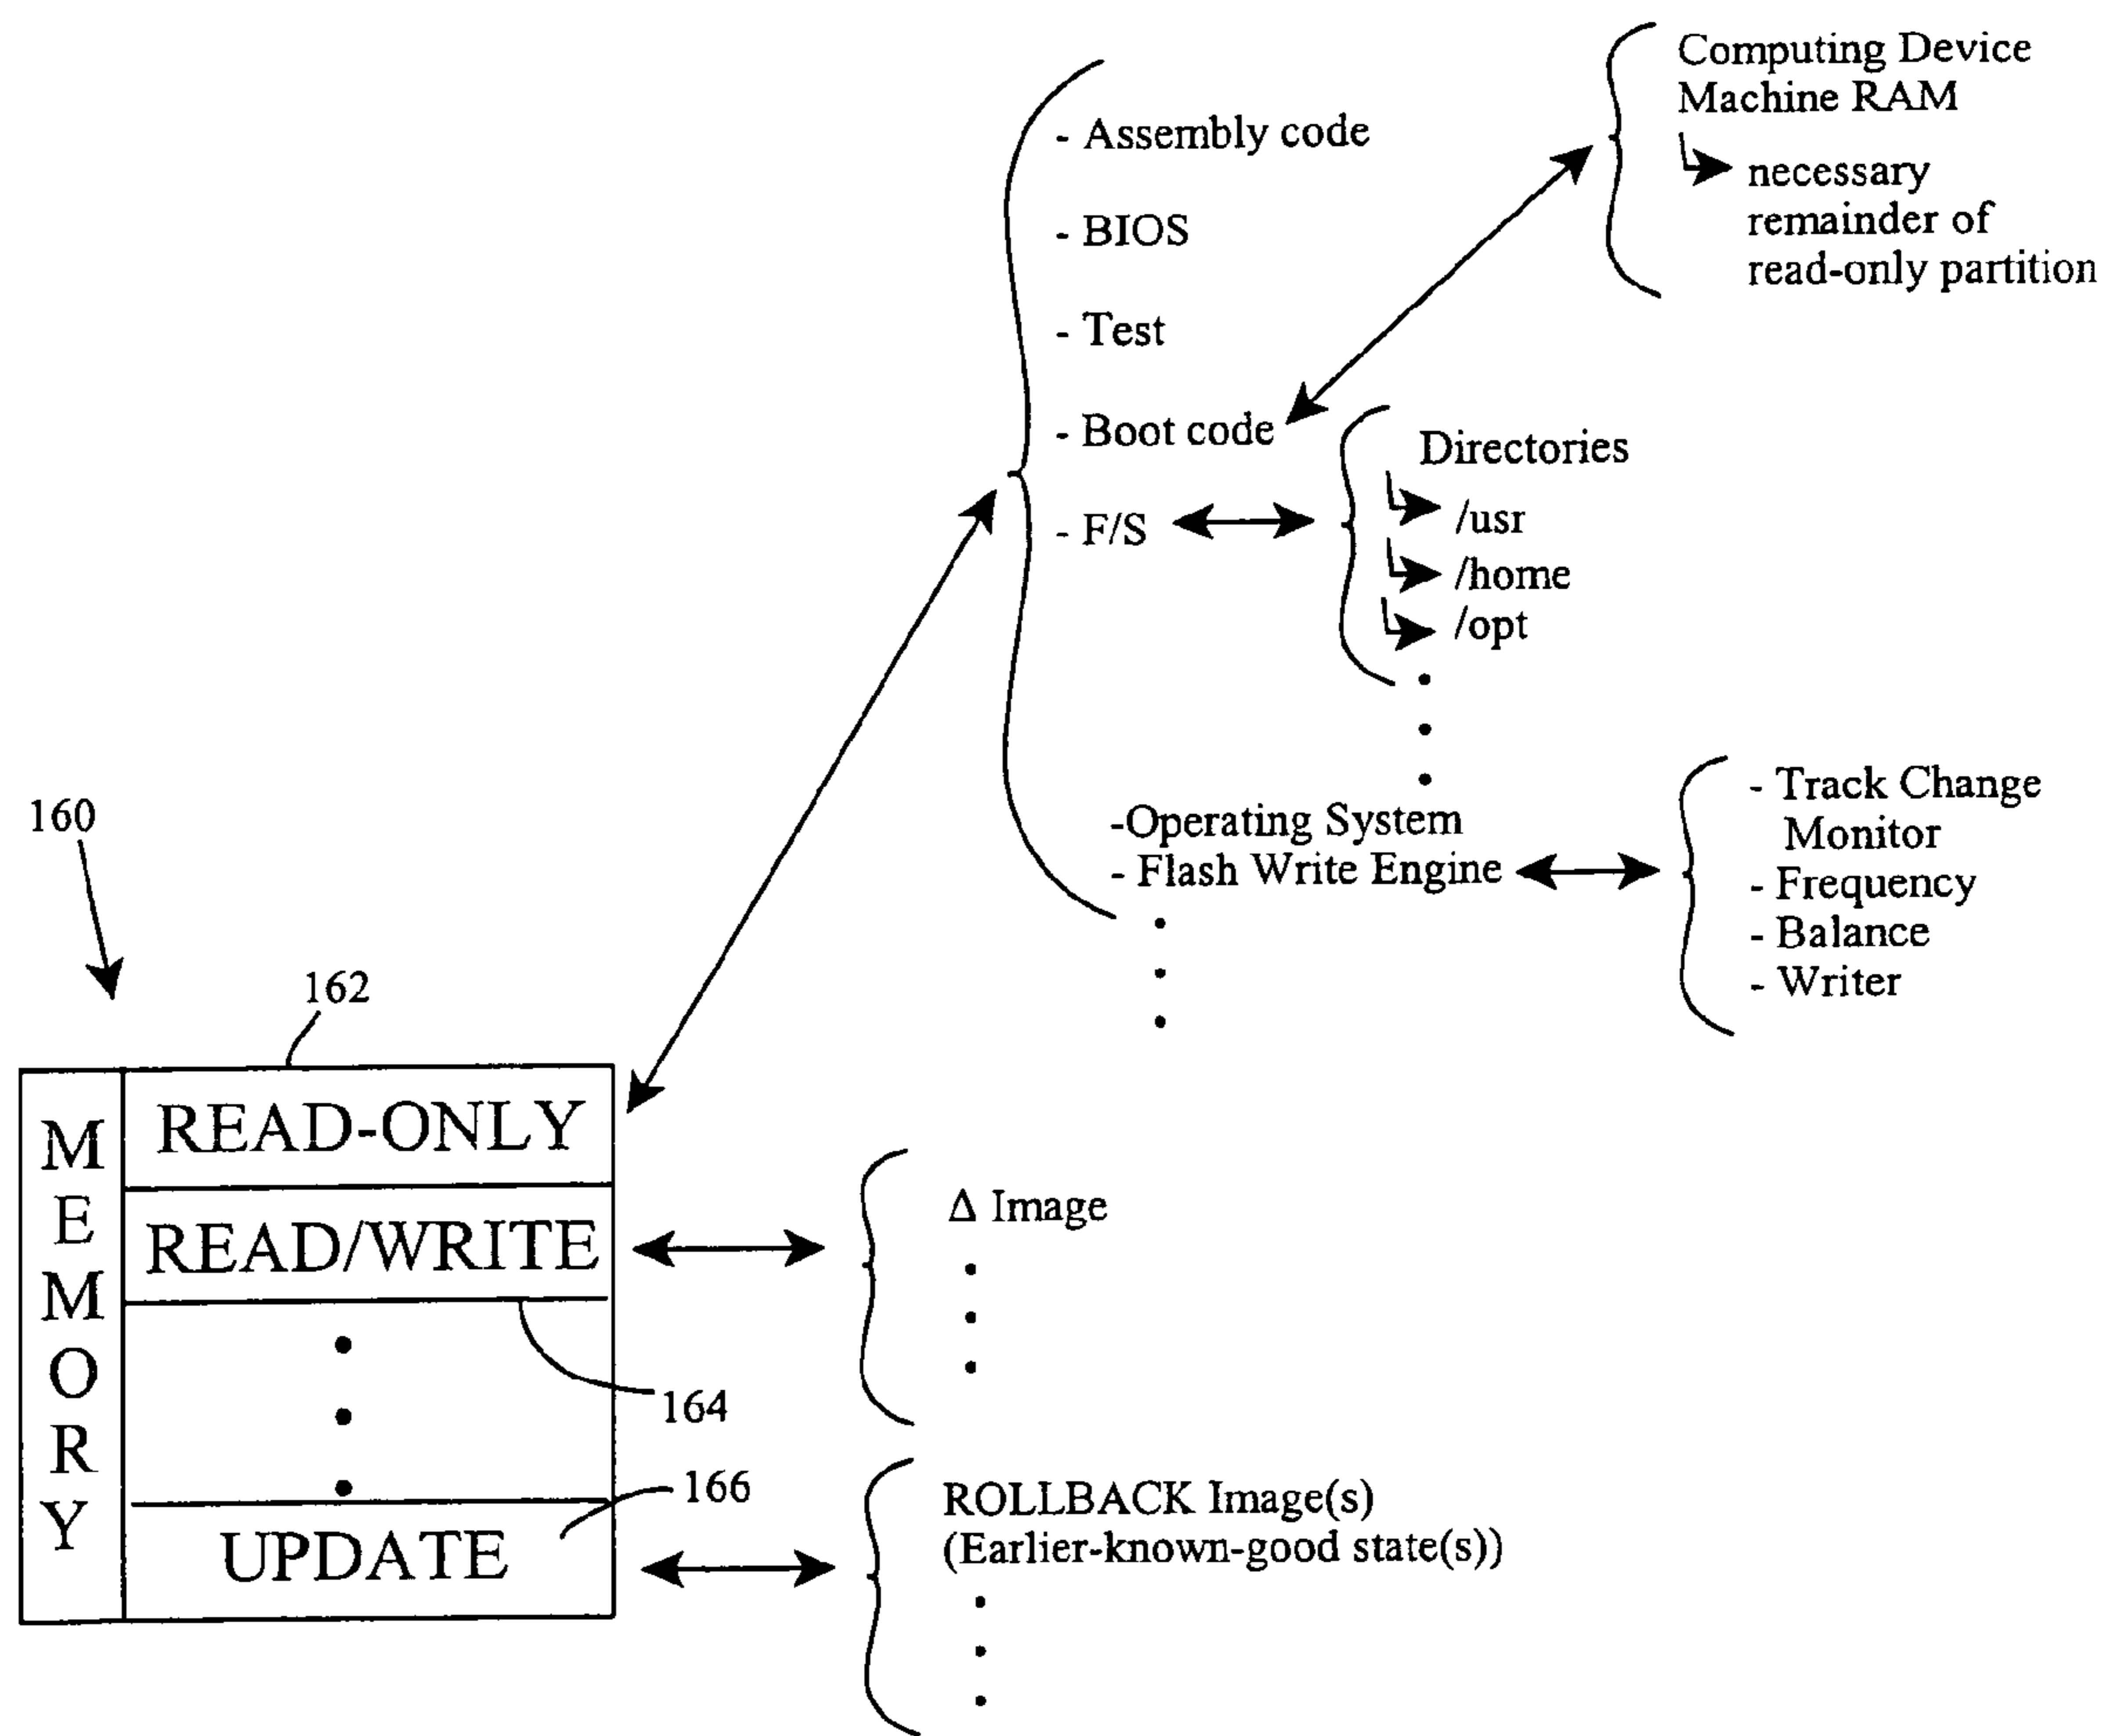 Computing Device
Machine RAM
necessary
remainder of
read-only partition
- Assembly code
- BIOS
- Test
- Boot code
- F/S
Directories
/usr
/home
/opt
-Operating System
- Flash Write Engine
- Track Change
Monitor
- Frequency
- Balance
- Writer
160
162
MEMORY
READ-ONLY
READ/WRITE
164
166
UPDATE
Δ Image
ROLLBACK Image(s)
(Earlier-known-good state(s))